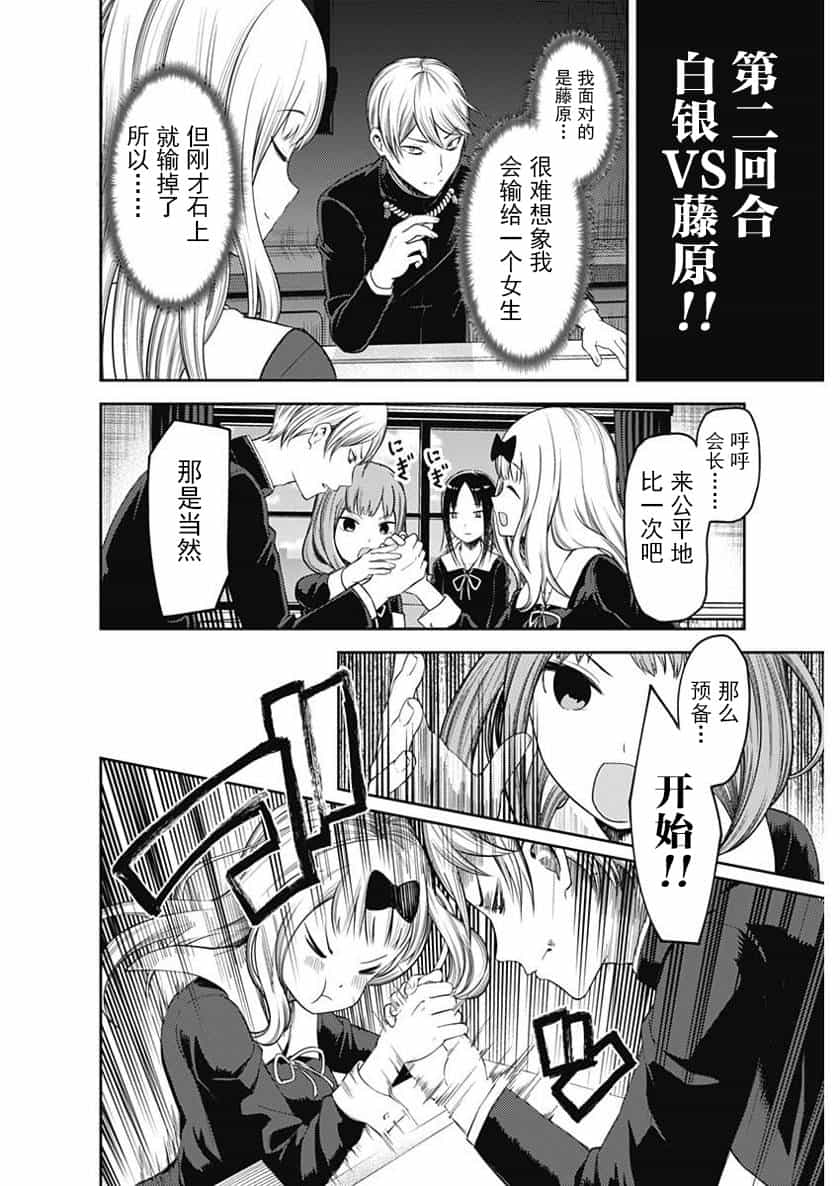 第二回合
白银VS藤原!!
我面对的
是藤原…
很难想象我
会输给一个女生
但刚才石上
就输掉了
所以……
呼呼
会长……
来公平地
比一次吧
にぎ
にぎ
那是当然
那么
预备…
开始!!